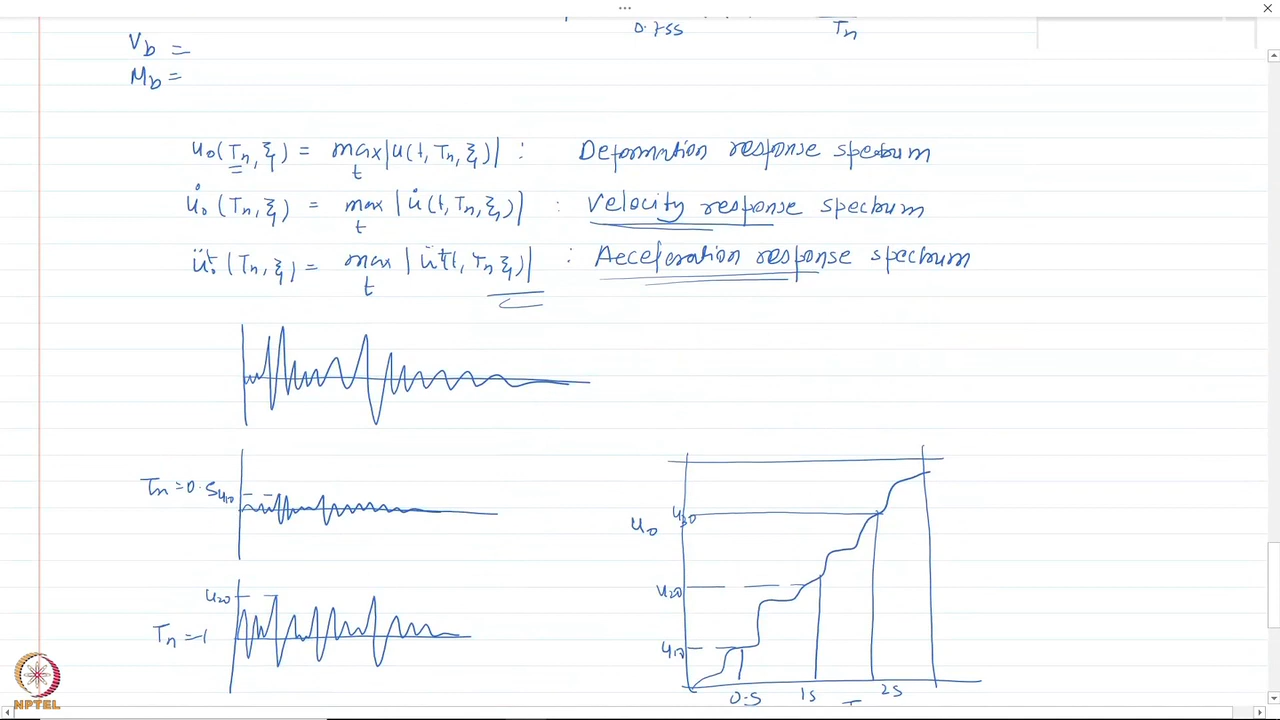 0.755
Tn
Vb =
Mb =
u₀(Tn, ξ) = max|u(t, Tn, ξ)| : Deformation response spectrum
t
u̇₀ (Tn, ξ) = max |u̇(t, Tn, ξ)| : Velocity response spectrum
t
üᵗ₀ (Tn, ξ) = max |üᵗ(t, Tn ξ)| : Acceleration response spectrum
t
Tn = 0.5 u₁₀
u₂₀
Tn = 1
u₀
u₃₀
u₂₀
u₁₀
0.5 1s 2s
NPTEL